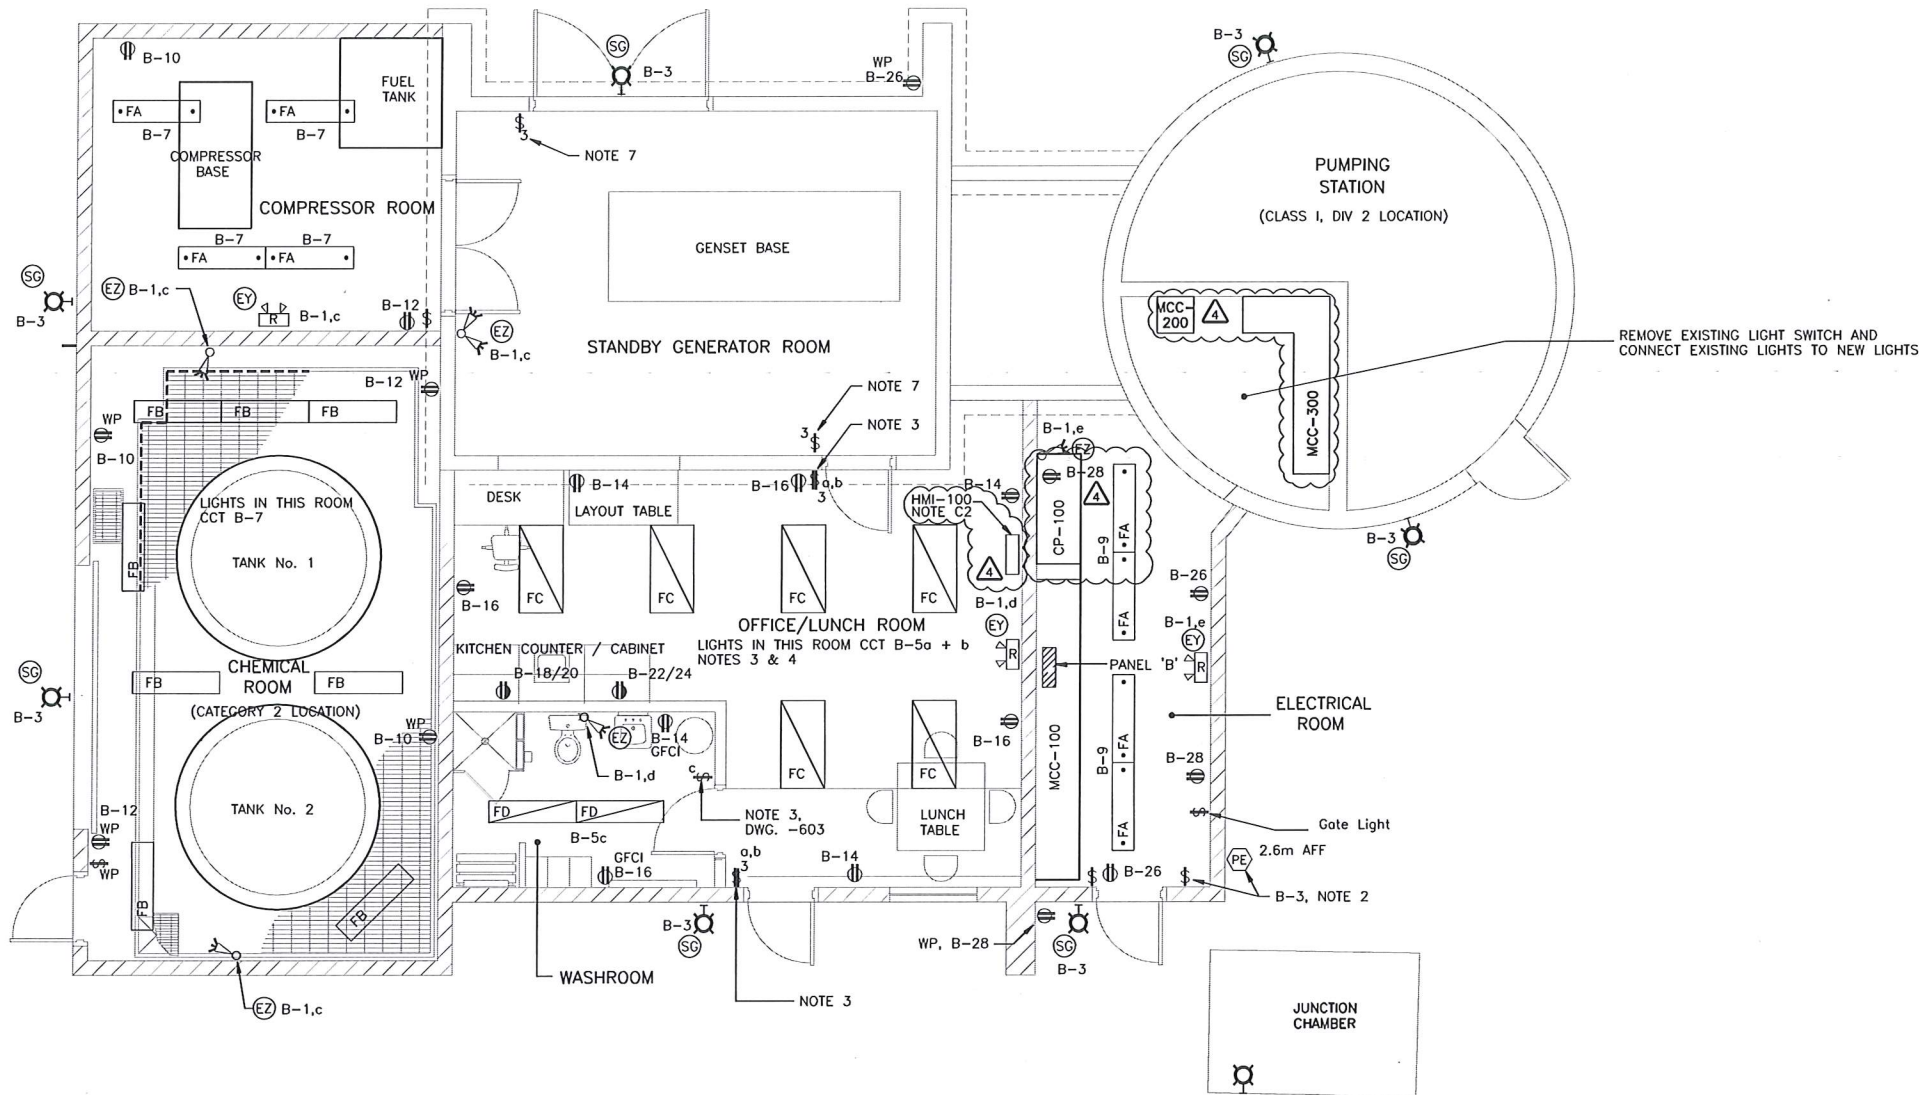 B-10
FUEL
TANK
FA
B-7
FA
B-7
COMPRESSOR
BASE
COMPRESSOR ROOM
B-7
B-7
FA
FA
SG
B-3
EZ B-1,c
EY
R
B-1,c
B-12
$
SG
B-3
WP
B-26
$
3
NOTE 7
GENSET BASE
EZ
B-1,c
STANDBY GENERATOR ROOM
NOTE 7
3
$
NOTE 3
B-3
SG
PUMPING
STATION
(CLASS I, DIV 2 LOCATION)
MCC-
200
4
MCC-300
REMOVE EXISTING LIGHT SWITCH AND
CONNECT EXISTING LIGHTS TO NEW LIGHTS
B-3
SG
B-12
WP
FB
FB
FB
WP
B-10
LIGHTS IN THIS ROOM
CCT B-7
TANK No. 1
FB
CHEMICAL
ROOM
FB
FB
(CATEGORY 2 LOCATION)
SG
B-3
WP
B-10
TANK No. 2
B-12
WP
$
WP
FB
FB
EZ B-1,c
DESK
B-14
LAYOUT TABLE
B-16
a,b
3
B-14
HMI-100
NOTE C2
4
B-16
FC
FC
FC
FC
B-1,d
EY
R
OFFICE/LUNCH ROOM
LIGHTS IN THIS ROOM CCT B-5a + b
NOTES 3 & 4
KITCHEN COUNTER / CABINET
B-18/20
B-22/24
EZ
B-14
GFCI
B-1,d
c
$
FC
FC
B-16
NOTE 3,
DWG. -603
FD
FD
B-5c
LUNCH
TABLE
GFCI
B-16
a,b
3
B-14
WASHROOM
B-3
SG
NOTE 3
B-1,e
EZ
B-28
4
CP-100
B-9
FA
FA
B-26
B-1,e
EY
R
PANEL 'B'
ELECTRICAL
ROOM
MCC-100
B-9
FA
FA
B-28
$
Gate Light
2.6m AFF
PE
$
B-26
$
B-3, NOTE 2
WP, B-28
SG
B-3
JUNCTION
CHAMBER